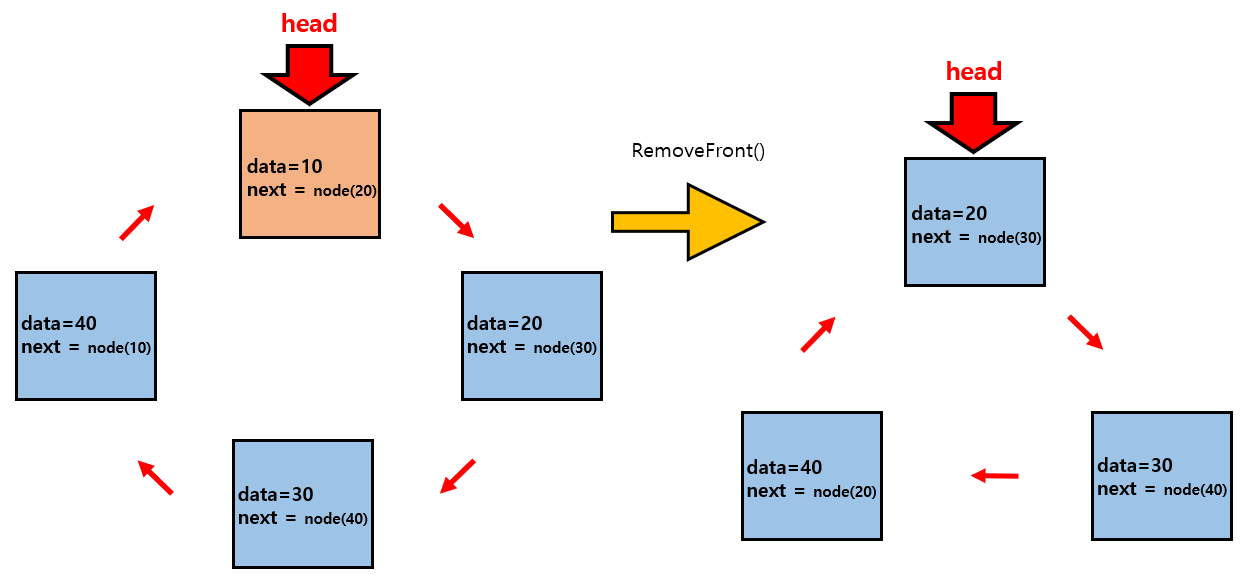 head
data=10
next = node(20)
data=40
next = node(10)
data=20
next = node(30)
data=30
next = node(40)
RemoveFront()
head
data=20
next = node(30)
data=40
next = node(20)
data=30
next = node(40)